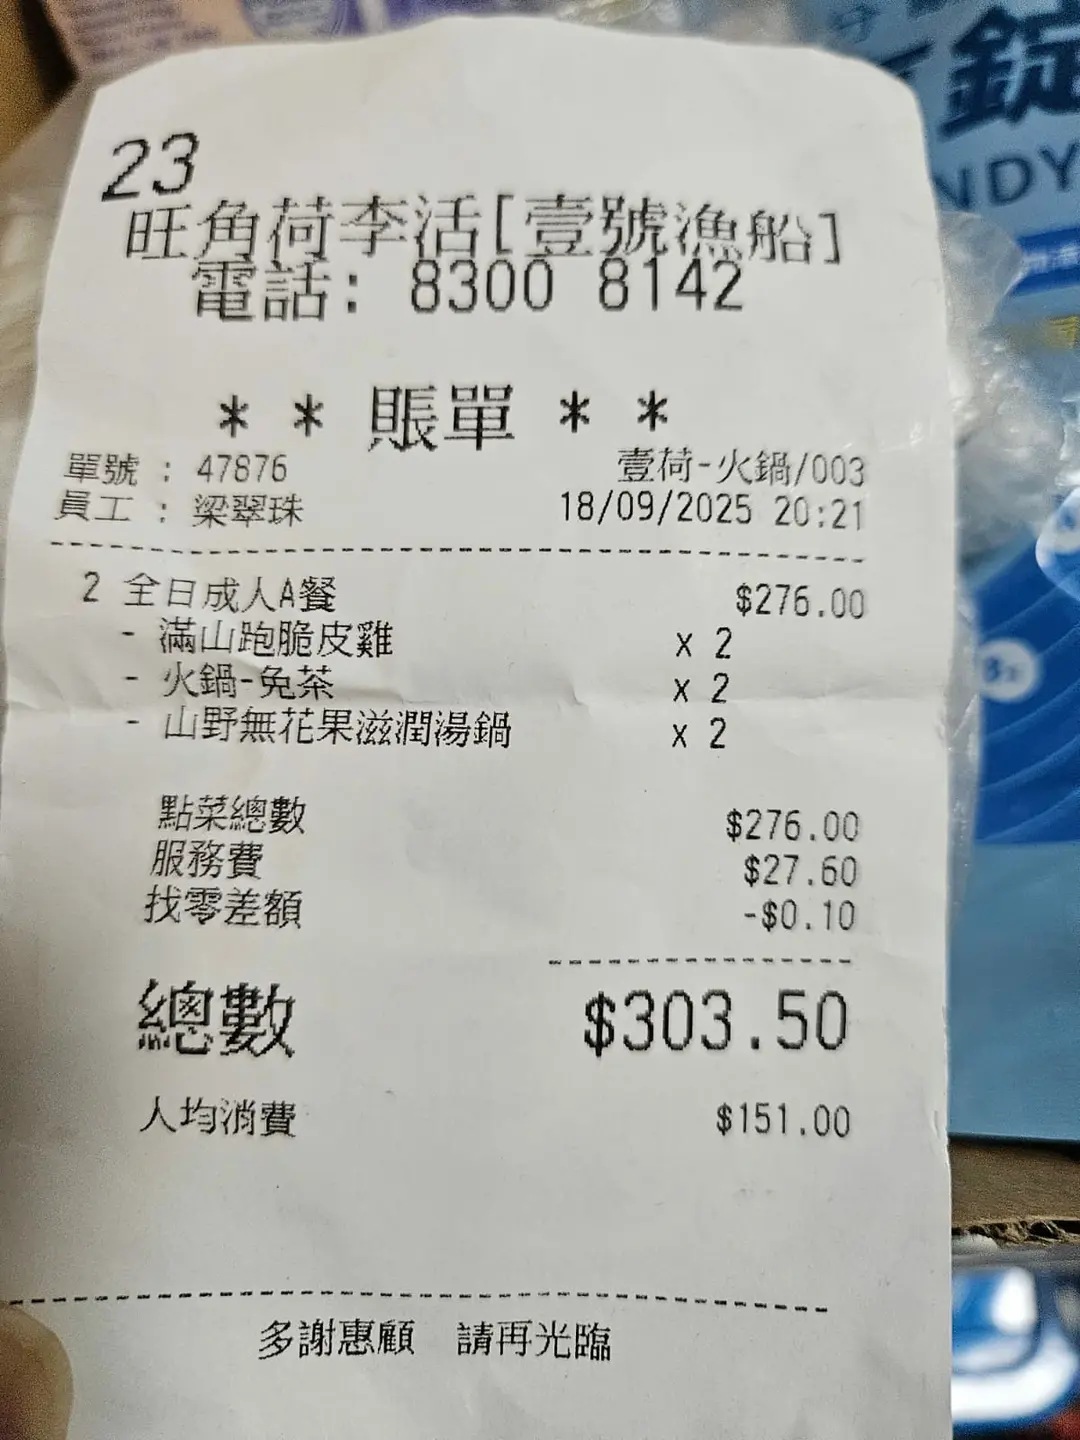 錠
NDY
23
旺角荷李活[壹號漁船]
電話: 8300 8142
* * 賬單 * *
單號 : 47876 壹荷-火鍋/003
員工 : 梁翠珠 18/09/2025 20:21
2 全日成人A餐 $276.00
- 滿山跑脆皮雞 x 2
- 火鍋-免茶 x 2
- 山野無花果滋潤湯鍋 x 2
點菜總數 $276.00
服務費 $27.60
找零差額 -$0.10
總數 $303.50
人均消費 $151.00
多謝惠顧 請再光臨